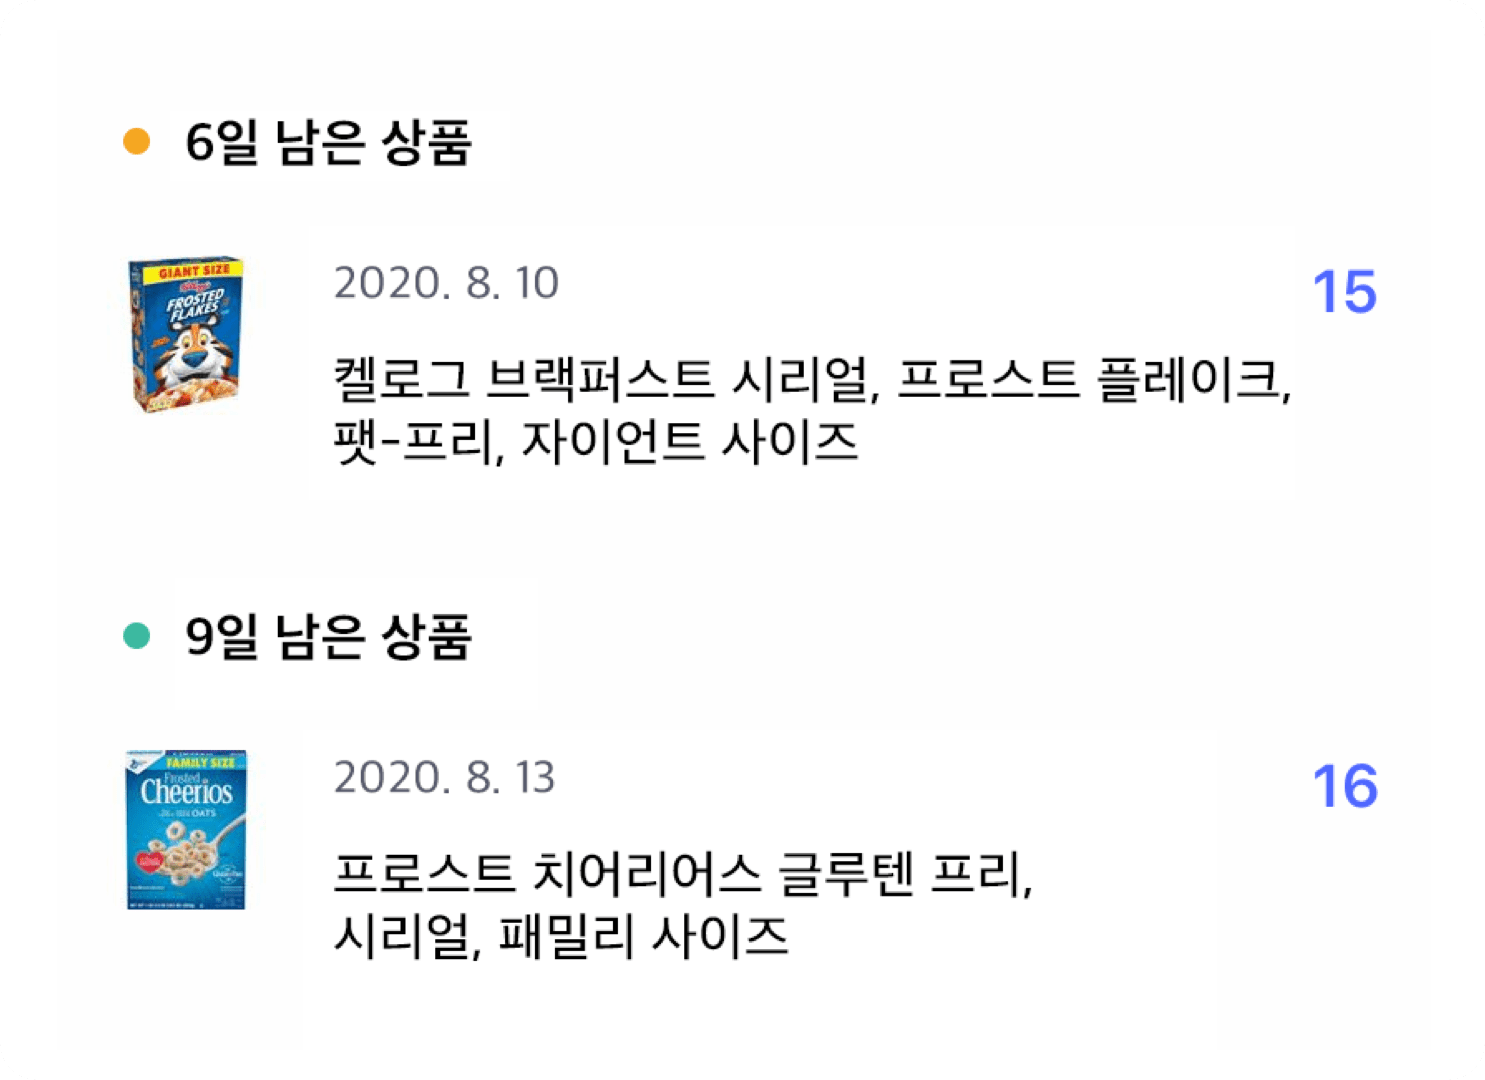 6일 남은 상품
GIANT SIZE
Kellogg's
FROSTED
FLAKES
2020. 8. 10
15
켈로그 브랙퍼스트 시리얼, 프로스트 플레이크,
팻-프리, 자이언트 사이즈
9일 남은 상품
FAMILY SIZE
Frosted
Cheerios
OATS
2020. 8. 13
16
프로스트 치어리어스 글루텐 프리,
시리얼, 패밀리 사이즈